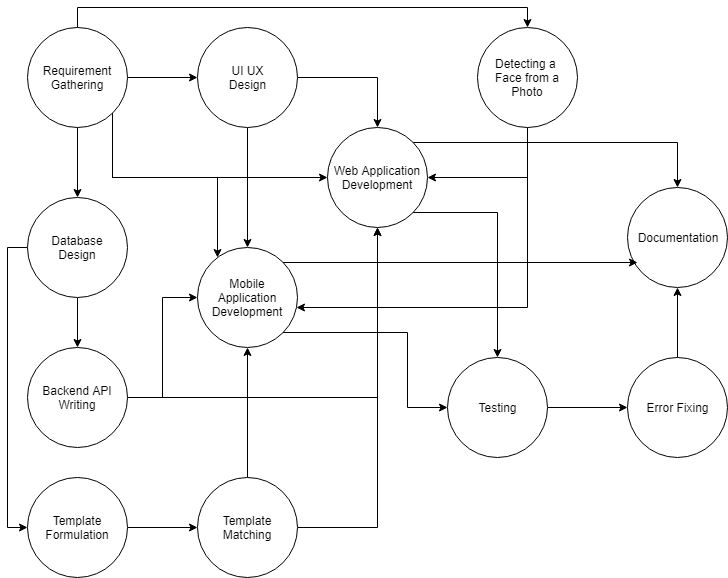 Requirement
Gathering
UI UX
Design
Detecting a
Face from a
Photo
Web Application
Development
Database
Design
Documentation
Mobile
Application
Development
Backend API
Writing
Testing
Error Fixing
Template
Formulation
Template
Matching